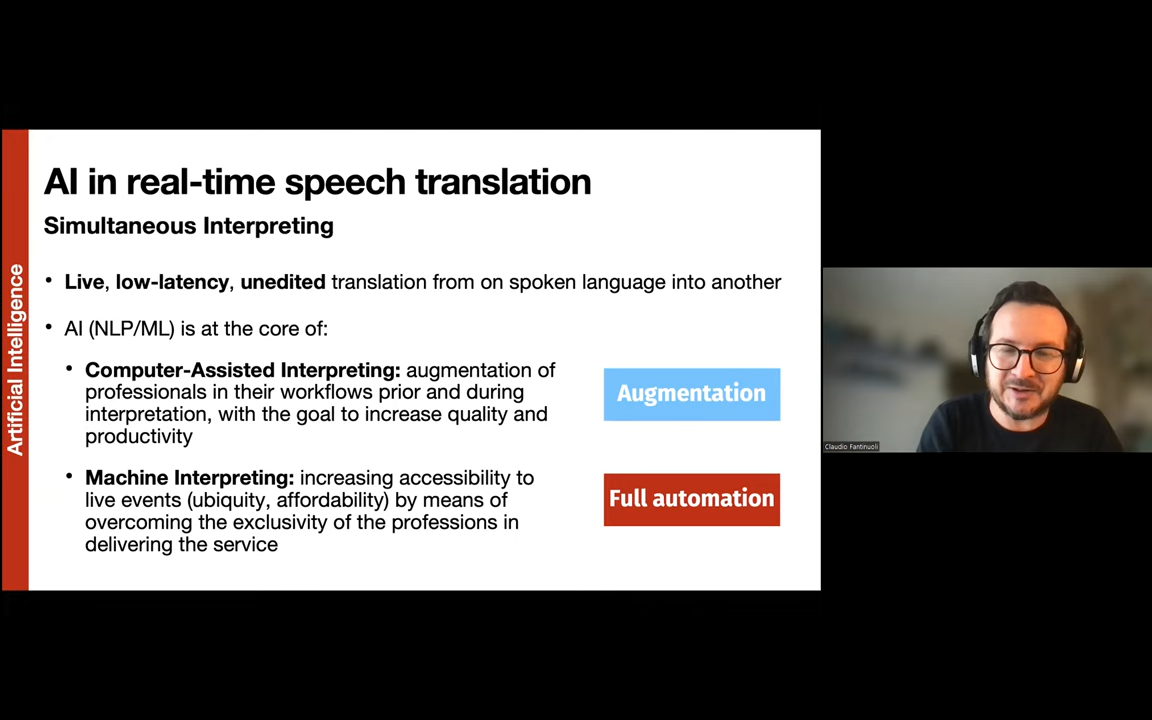 Artificial Intelligence
AI in real-time speech translation
Simultaneous Interpreting
• Live, low-latency, unedited translation from on spoken language into another
• AI (NLP/ML) is at the core of:
• Computer-Assisted Interpreting: augmentation of
professionals in their workflows prior and during
interpretation, with the goal to increase quality and
productivity
Augmentation
• Machine Interpreting: increasing accessibility to
live events (ubiquity, affordability) by means of
overcoming the exclusivity of the professions in
delivering the service
Full automation
Claudio Fantinuoli